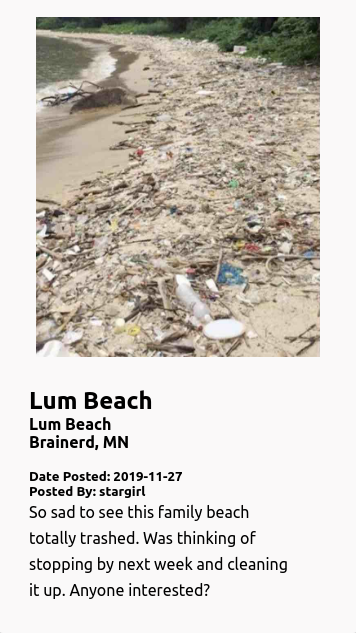 Lum Beach
Lum Beach
Brainerd, MN
Date Posted: 2019-11-27
Posted By: stargirl
So sad to see this family beach
totally trashed. Was thinking of
stopping by next week and cleaning
it up. Anyone interested?